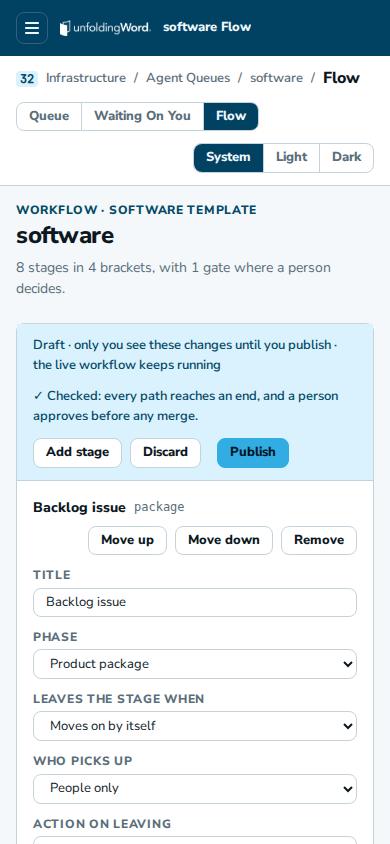 unfoldingWord. software Flow
32 Infrastructure / Agent Queues / software / Flow
Queue Waiting On You Flow
System Light Dark
WORKFLOW · SOFTWARE TEMPLATE
software
8 stages in 4 brackets, with 1 gate where a person
decides.
Draft · only you see these changes until you publish ·
the live workflow keeps running
✓ Checked: every path reaches an end, and a person
approves before any merge.
Add stage Discard Publish
Backlog issue package
Move up Move down Remove
TITLE
Backlog issue
PHASE
Product package
LEAVES THE STAGE WHEN
Moves on by itself
WHO PICKS UP
People only
ACTION ON LEAVING